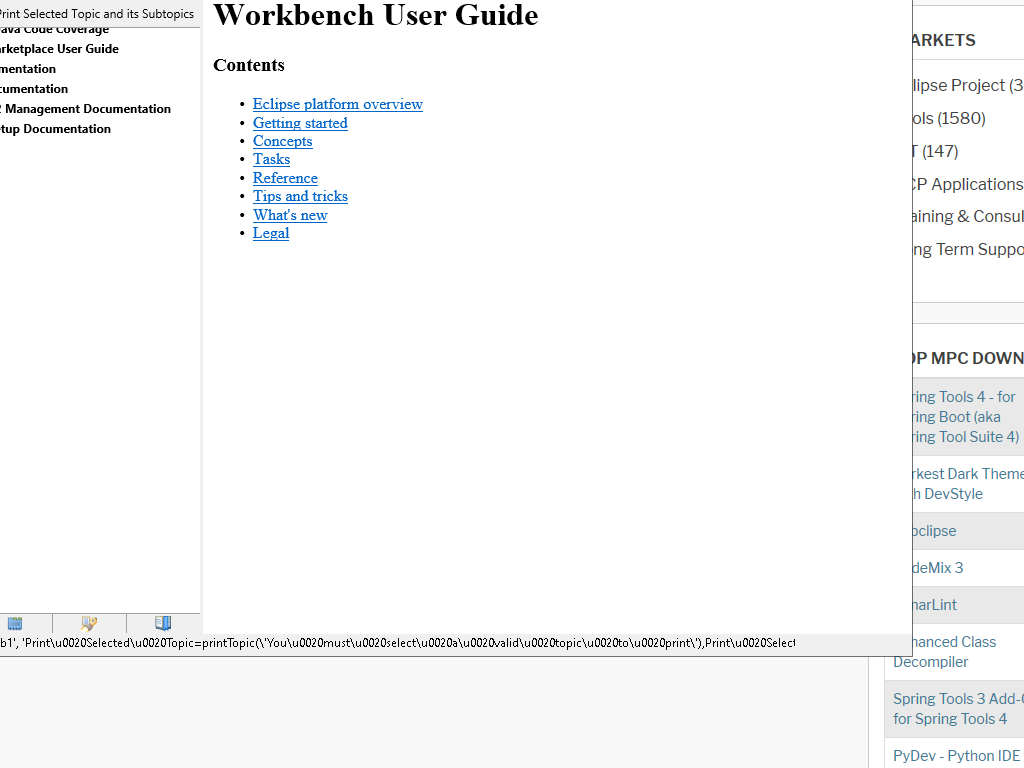 Print Selected Topic and its Subtopics
Java Code Coverage
arketplace User Guide
mentation
cumentation
2 Management Documentation
tup Documentation
Workbench User Guide
Contents
• Eclipse platform overview
• Getting started
• Concepts
• Tasks
• Reference
• Tips and tricks
• What's new
• Legal
b1', 'Print\u0020Selected\u0020Topic=printTopic(\'You\u0020must\u0020select\u0020a\u0020valid\u0020topic\u0020to\u0020print\'),Print\u0020Select
ARKETS
lipse Project (3
ols (1580)
T (147)
CP Applications
aining & Consul
ng Term Suppo
OP MPC DOWN
ring Tools 4 - for
ring Boot (aka
ring Tool Suite 4)
rkest Dark Theme
h DevStyle
bclipse
deMix 3
narLint
hanced Class
Decompiler
Spring Tools 3 Add-O
for Spring Tools 4
PyDev - Python IDE